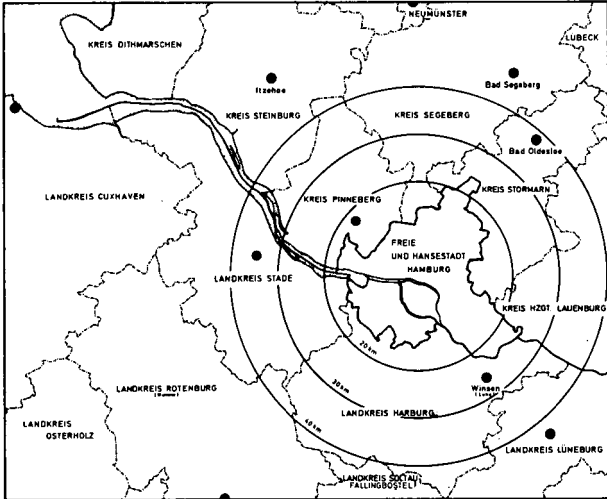 NEUMÜNSTER
KREIS DITHMARSCHEN
LÜBECK
Itzehoe
Bad Segeberg
KREIS STEINBURG
KREIS SEGEBERG
Bad Oldesloe
LANDKREIS CUXHAVEN
KREIS PINNEBERG
KREIS STORMARN
FREIE
UND HANSESTADT
HAMBURG
LANDKREIS STADE
KREIS HZGT. LAUENBURG
20 km
30 km
40 km
LANDKREIS ROTENBURG
Winsen
(Luhe)
LANDKREIS HARBURG
LANDKREIS
OSTERHOLZ
LANDKREIS LÜNEBURG
LANDKREIS SOLTAU
FALLINGBOSTEL